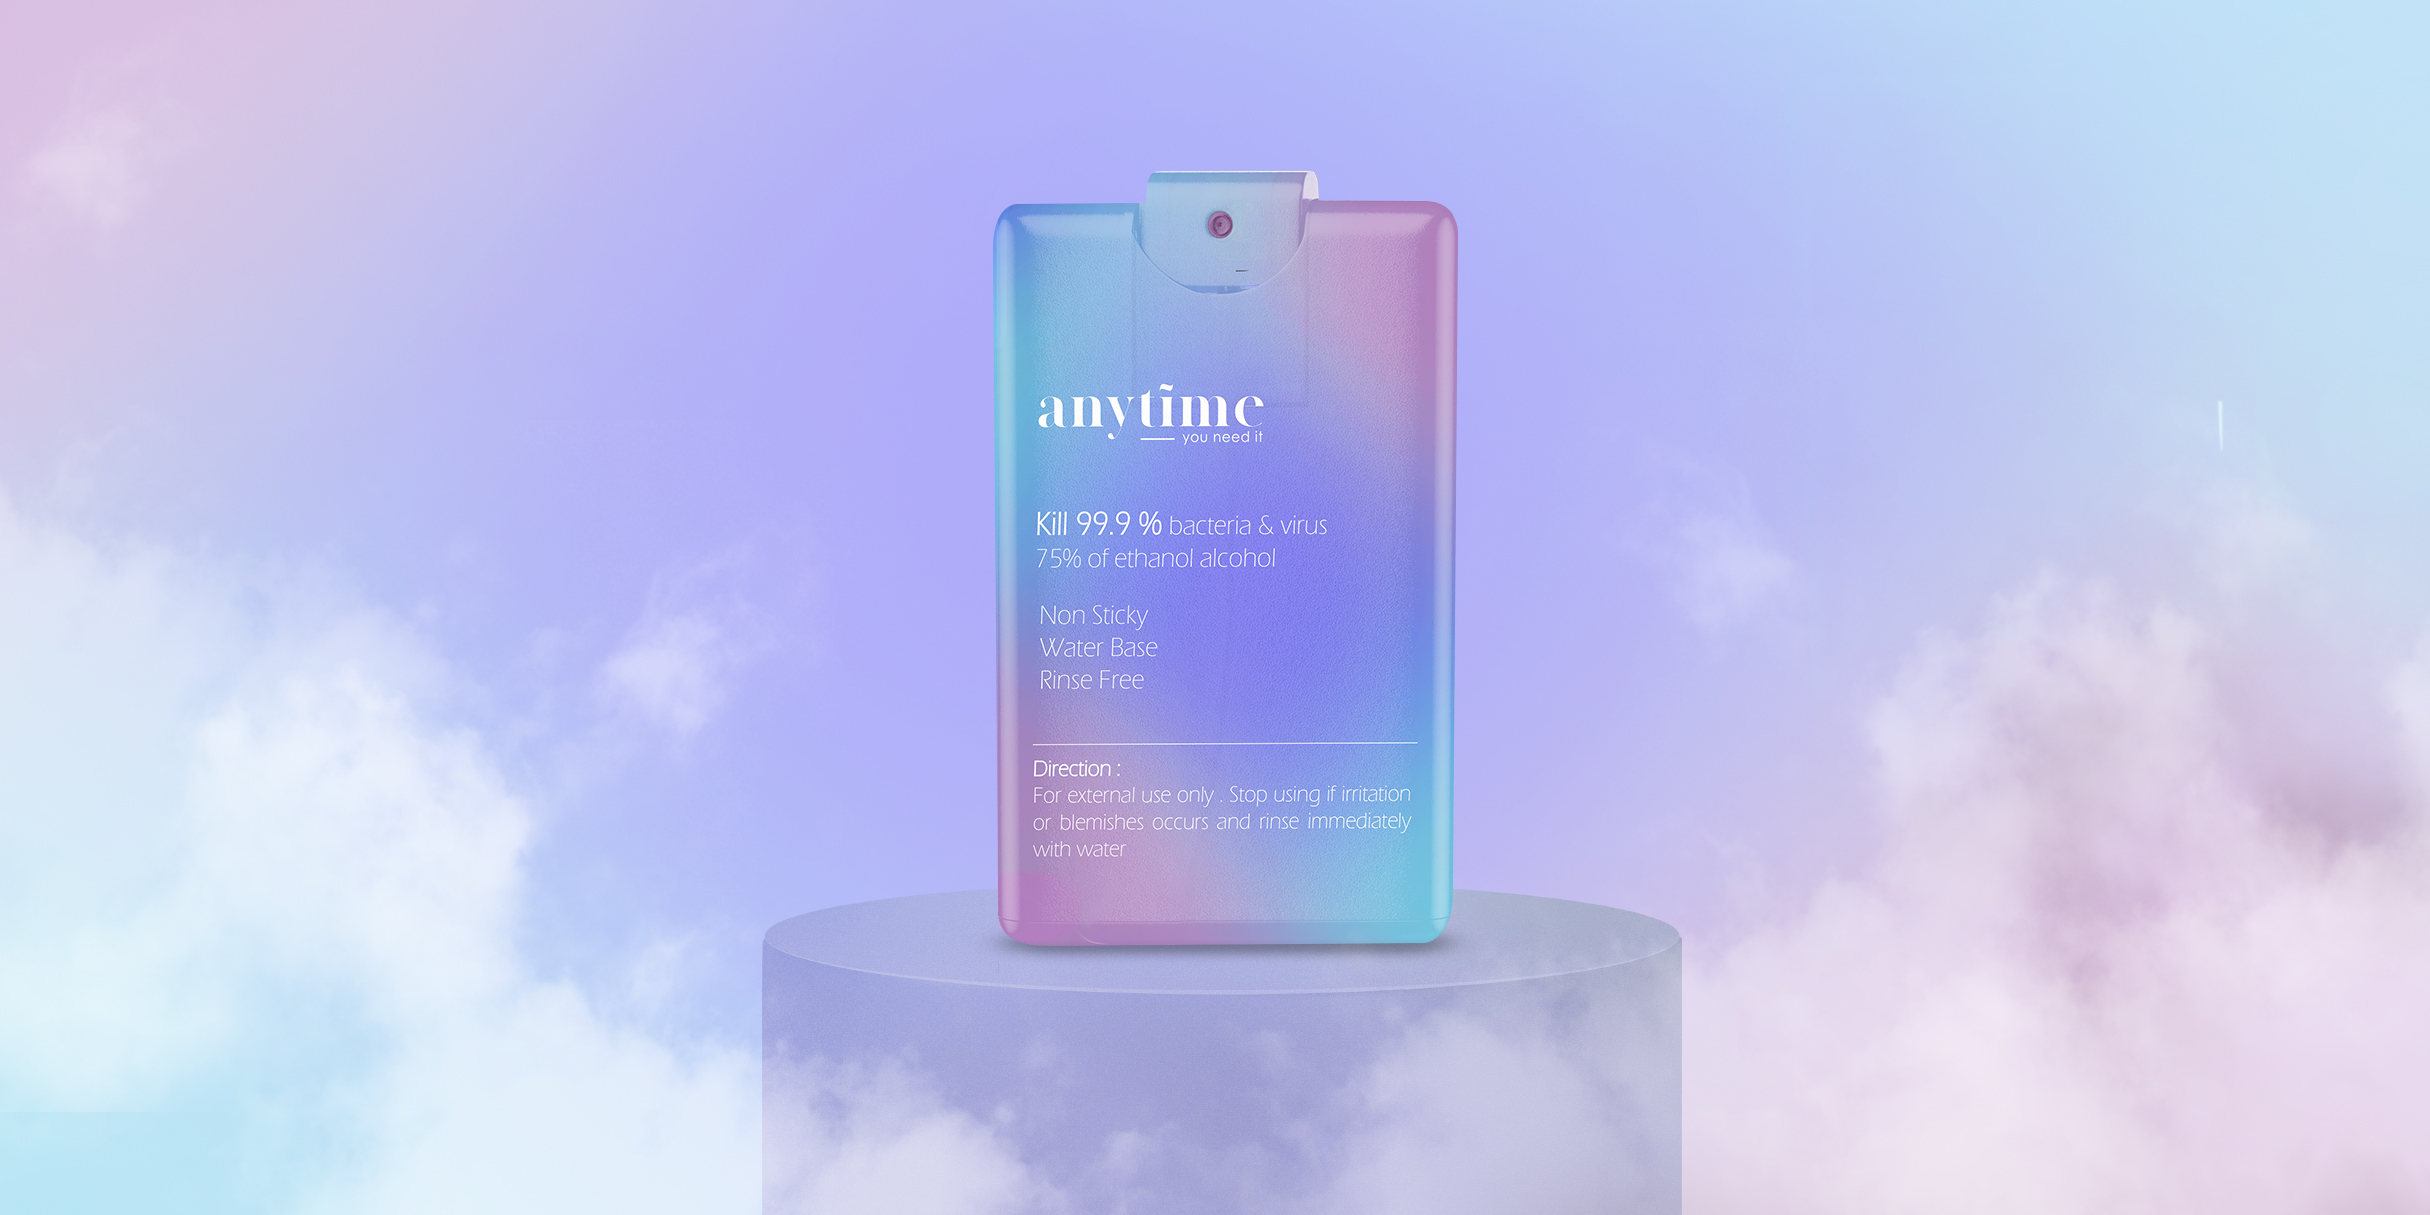 anytime
you need it
Kill 99.9 % bacteria & virus
75% of ethanol alcohol
Non Sticky
Water Base
Rinse Free
Direction :
For external use only . Stop using if irritation
or blemishes occurs and rinse immediately
with water